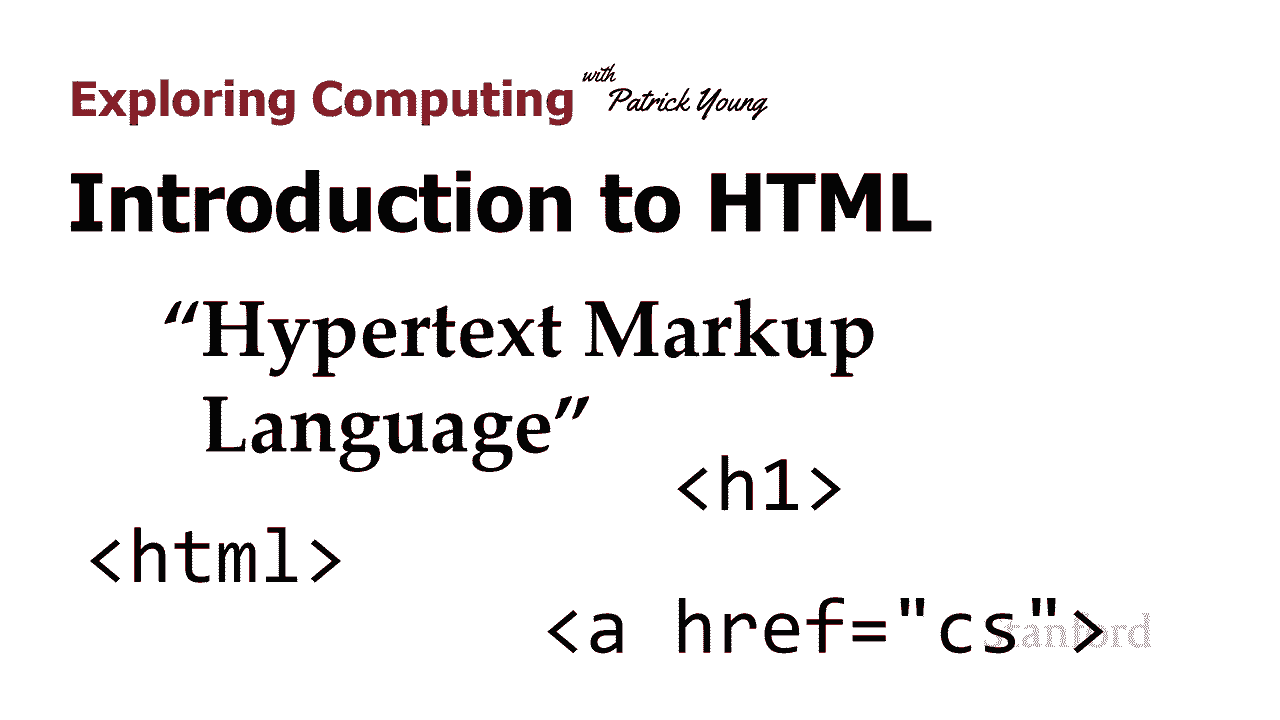 Exploring Computing with Patrick Young
Introduction to HTML
“Hypertext Markup
Language”
<h1>
<html>
<a href="cs">
Stanford